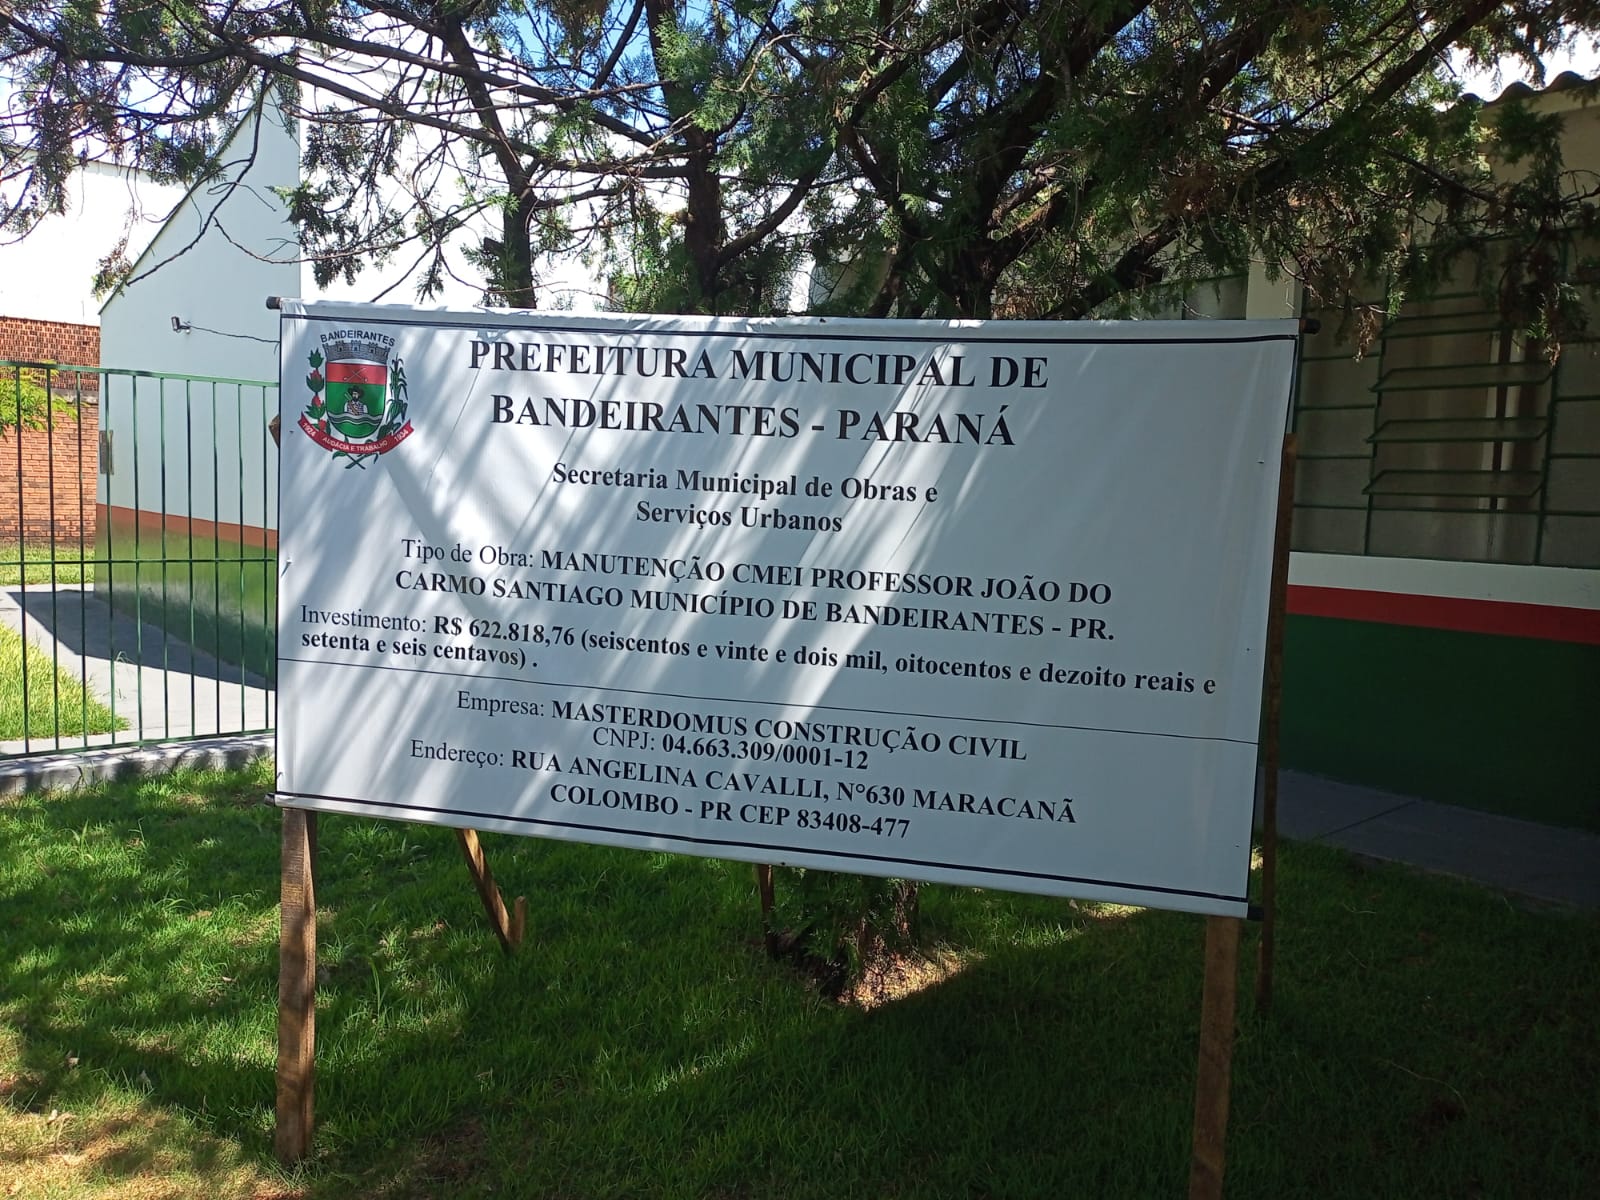 BANDEIRANTES
1924 AUDÁCIA E TRABALHO 1934
PREFEITURA MUNICIPAL DE
BANDEIRANTES - PARANÁ
Secretaria Municipal de Obras e
Serviços Urbanos
Tipo de Obra: MANUTENÇÃO CMEI PROFESSOR JOÃO DO
CARMO SANTIAGO MUNICÍPIO DE BANDEIRANTES - PR.
Investimento: R$ 622.818,76 (seiscentos e vinte e dois mil, oitocentos e dezoito reais e
setenta e seis centavos) .
Empresa: MASTERDOMUS CONSTRUÇÃO CIVIL
CNPJ: 04.663.309/0001-12
Endereço: RUA ANGELINA CAVALLI, N°630 MARACANÃ
COLOMBO - PR CEP 83408-477